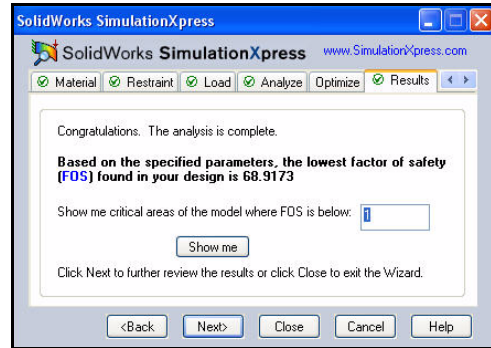 SolidWorks SimulationXpress
SolidWorks SimulationXpress www.SimulationXpress.com
Material Restraint Load Analyze Optimize Results
Congratulations. The analysis is complete.
Based on the specified parameters, the lowest factor of safety
(FOS) found in your design is 68.9173
Show me critical areas of the model where FOS is below: 1
Show me
Click Next to further review the results or click Close to exit the Wizard.
<Back Next> Close Cancel Help